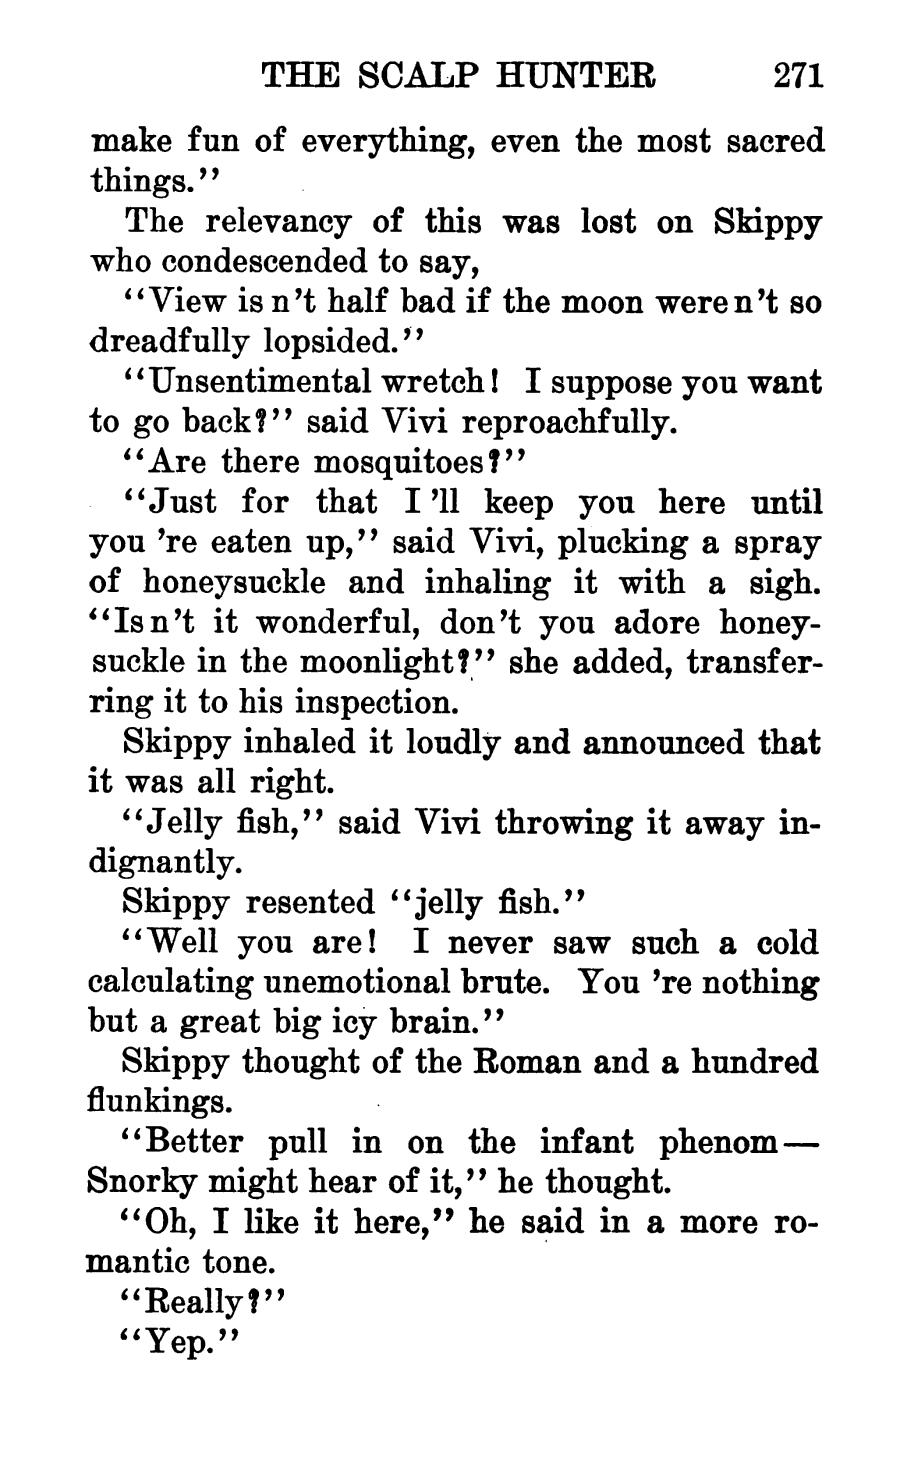 THE SCALP HUNTER 271
make fun of everything, even the most sacred
things.”
The relevancy of this was lost on Skippy
who condescended to say,
“View is n’t half bad if the moon were n’t so
dreadfully lopsided.”
“Unsentimental wretch! I suppose you want
to go back?” said Vivi reproachfully.
“Are there mosquitoes?”
“Just for that I ’ll keep you here until
you ’re eaten up,” said Vivi, plucking a spray
of honeysuckle and inhaling it with a sigh.
“Is n’t it wonderful, don’t you adore honey-
suckle in the moonlight?” she added, transfer-
ring it to his inspection.
Skippy inhaled it loudly and announced that
it was all right.
“Jelly fish,” said Vivi throwing it away in-
dignantly.
Skippy resented “jelly fish.”
“Well you are! I never saw such a cold
calculating unemotional brute. You ’re nothing
but a great big icy brain.”
Skippy thought of the Roman and a hundred
flunkings.
“Better pull in on the infant phenom—
Snorky might hear of it,” he thought.
“Oh, I like it here,” he said in a more ro-
mantic tone.
“Really?”
“Yep.”